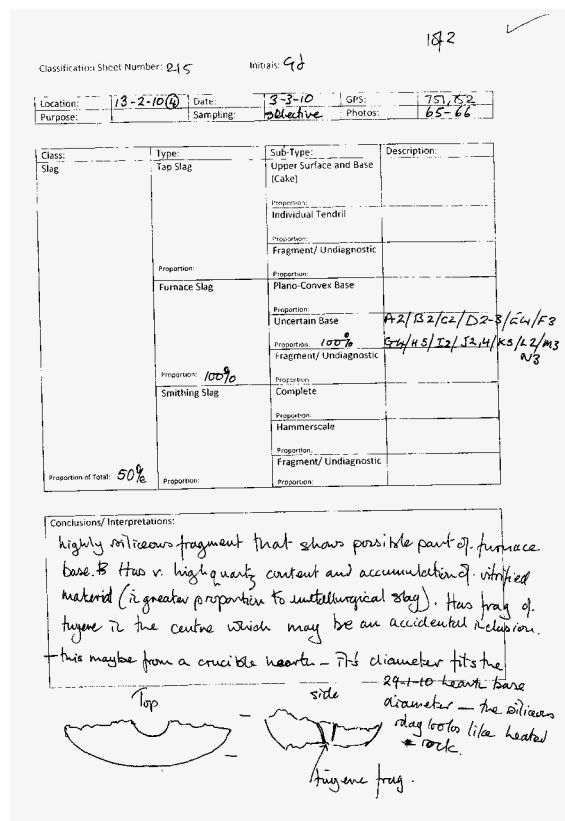 1 of 2
Classification Sheet Number: 215 Initials: Gd
Location: 13-2-10 (4) Date: 3-3-10 GPS: 751,752
Purpose: Sampling: selective Photos: 65-66
Class: Type: Sub-Type: Description:
Slag Tap Slag Upper Surface and Base
(Cake)
Proportion:
Individual Tendril
Proportion:
Fragment/ Undiagnostic
Proportion: Proportion:
Furnace Slag Plano-Convex Base
Proportion:
Uncertain Base A2/B2/C2/D2-3/E4/F3
Proportion: 100% G4/H5/I2/J2,4/K5/L2/M3
N3
Fragment/ Undiagnostic
Proportion: 100% Proportion:
Smithing Slag Complete
Proportion:
Hammerscale
Proportion:
Fragment/ Undiagnostic
Proportion of Total: 50% Proportion: Proportion:
Conclusions/ Interpretations:
highly siliceous fragment that shows possible part of furnace
base. Has v. high quartz content and accumulation of vitrified
material (in greater proportion to metallurgical slag). Has frag of
tuyere in the centre which may be an accidental inclusion.
+ this maybe from a crucible hearth - it's diameter fits the
29-1-10 hearth base
diameter - the siliceous
slag looks like heated
rock.
Top side
tuyere frag.